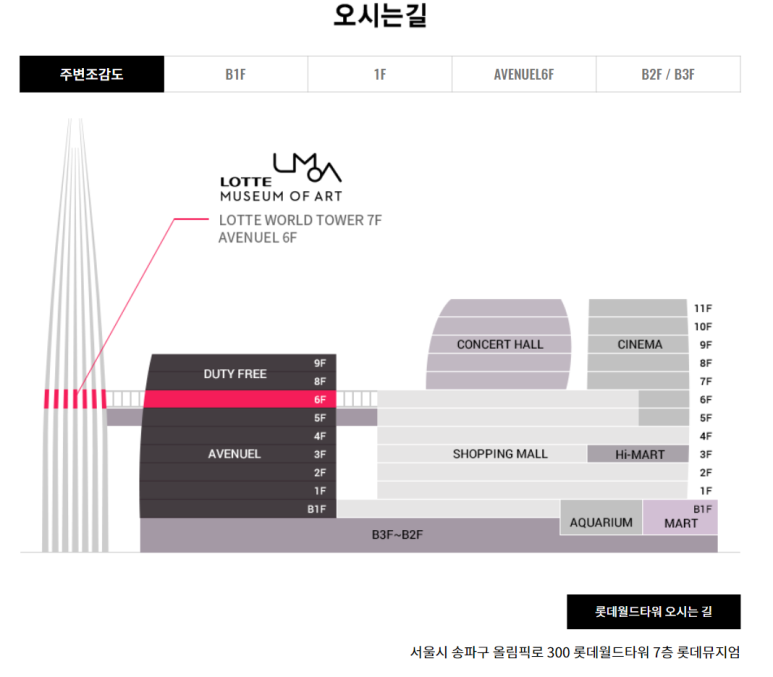 오시는길
주변조감도
B1F
1F
AVENUEL6F
B2F / B3F
LMOA
LOTTE
MUSEUM OF ART
LOTTE WORLD TOWER 7F
AVENUEL 6F
11F
10F
CONCERT HALL
CINEMA
9F
8F
7F
6F
5F
4F
SHOPPING MALL
Hi-MART
3F
2F
1F
B1F
AQUARIUM
MART
DUTY FREE
9F
8F
6F
5F
4F
AVENUEL
3F
2F
1F
B1F
B3F~B2F
롯데월드타워 오시는 길
서울시 송파구 올림픽로 300 롯데월드타워 7층 롯데뮤지엄